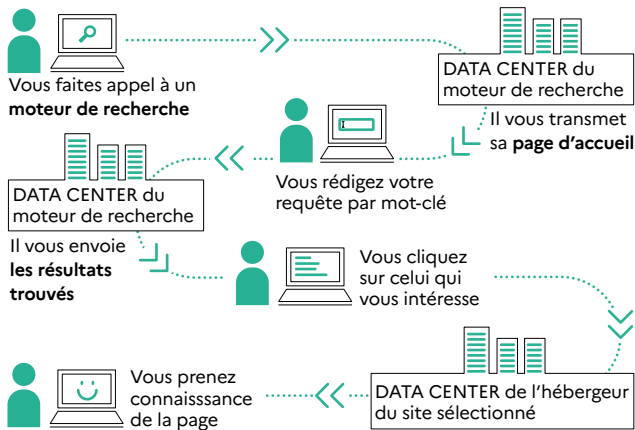 Vous faites appel à un
moteur de recherche
DATA CENTER du
moteur de recherche
Il vous transmet
sa page d'accueil
Vous rédigez votre
requête par mot-clé
DATA CENTER du
moteur de recherche
Il vous envoie
les résultats
trouvés
Vous cliquez
sur celui qui
vous intéresse
DATA CENTER de l'hébergeur
du site sélectionné
Vous prenez
connaisssance
de la page